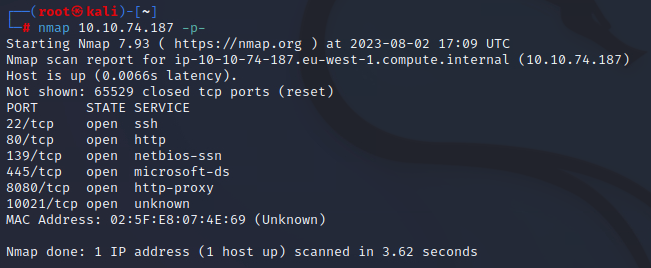 ┌──(root㉿kali)-[~]
└─# nmap 10.10.74.187 -p-
Starting Nmap 7.93 ( https://nmap.org ) at 2023-08-02 17:09 UTC
Nmap scan report for ip-10-10-74-187.eu-west-1.compute.internal (10.10.74.187)
Host is up (0.0066s latency).
Not shown: 65529 closed tcp ports (reset)
PORT      STATE SERVICE
22/tcp    open  ssh
80/tcp    open  http
139/tcp   open  netbios-ssn
445/tcp   open  microsoft-ds
8080/tcp  open  http-proxy
10021/tcp open  unknown
MAC Address: 02:5F:E8:07:4E:69 (Unknown)
Nmap done: 1 IP address (1 host up) scanned in 3.62 seconds